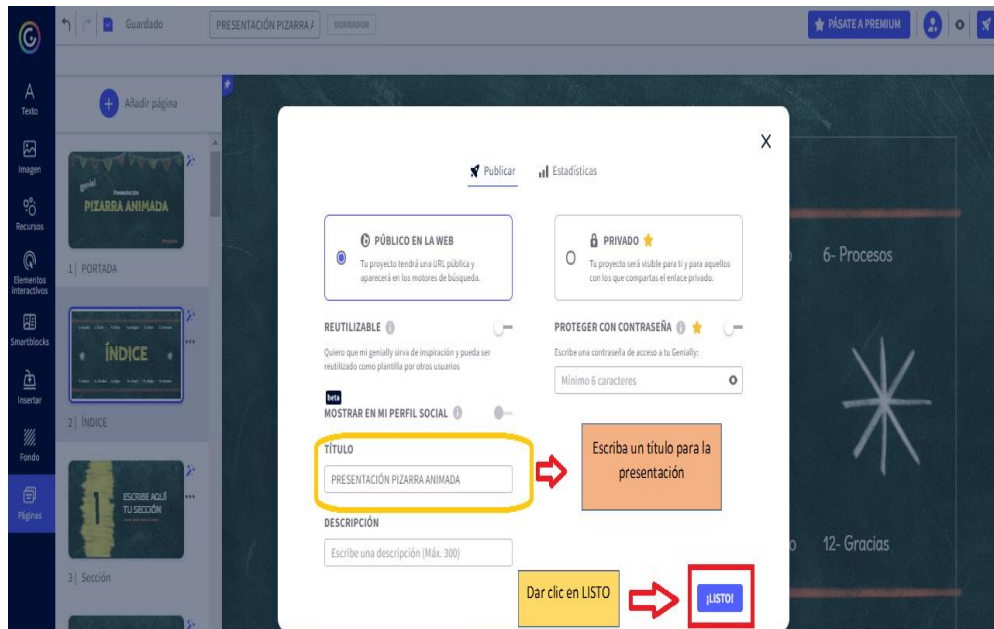 Guardado
PRESENTACIÓN PIZARRA A
BORRADOR
PÁSATE A PREMIUM
Texto
Imagen
Recursos
Elementos
interactivos
Smartblocks
Insertar
Fondo
Páginas
Añadir página
genial
Presentación
PIZARRA ANIMADA
1| PORTADA
ÍNDICE
2| ÍNDICE
1
ESCRIBE AQUÍ
TU SECCIÓN
3| Sección
X
Publicar
Estadísticas
PÚBLICO EN LA WEB
Tu proyecto tendrá una URL pública y
aparecerá en los motores de búsqueda.
PRIVADO
Tu proyecto será visible para ti y para aquellos
con los que compartas el enlace privado.
REUTILIZABLE
Quiero que mi genially sirva de inspiración y pueda ser
reutilizado como plantilla por otros usuarios
PROTEGER CON CONTRASEÑA
Escribe una contraseña de acceso a tu Genially:
Mínimo 6 caracteres
beta
MOSTRAR EN MI PERFIL SOCIAL
TÍTULO
PRESENTACIÓN PIZARRA ANIMADA
Escriba un título para la
presentación
DESCRIPCIÓN
Escribe una descripción (Máx. 300)
Dar clic en LISTO
¡LISTO!
6- Procesos
12- Gracias